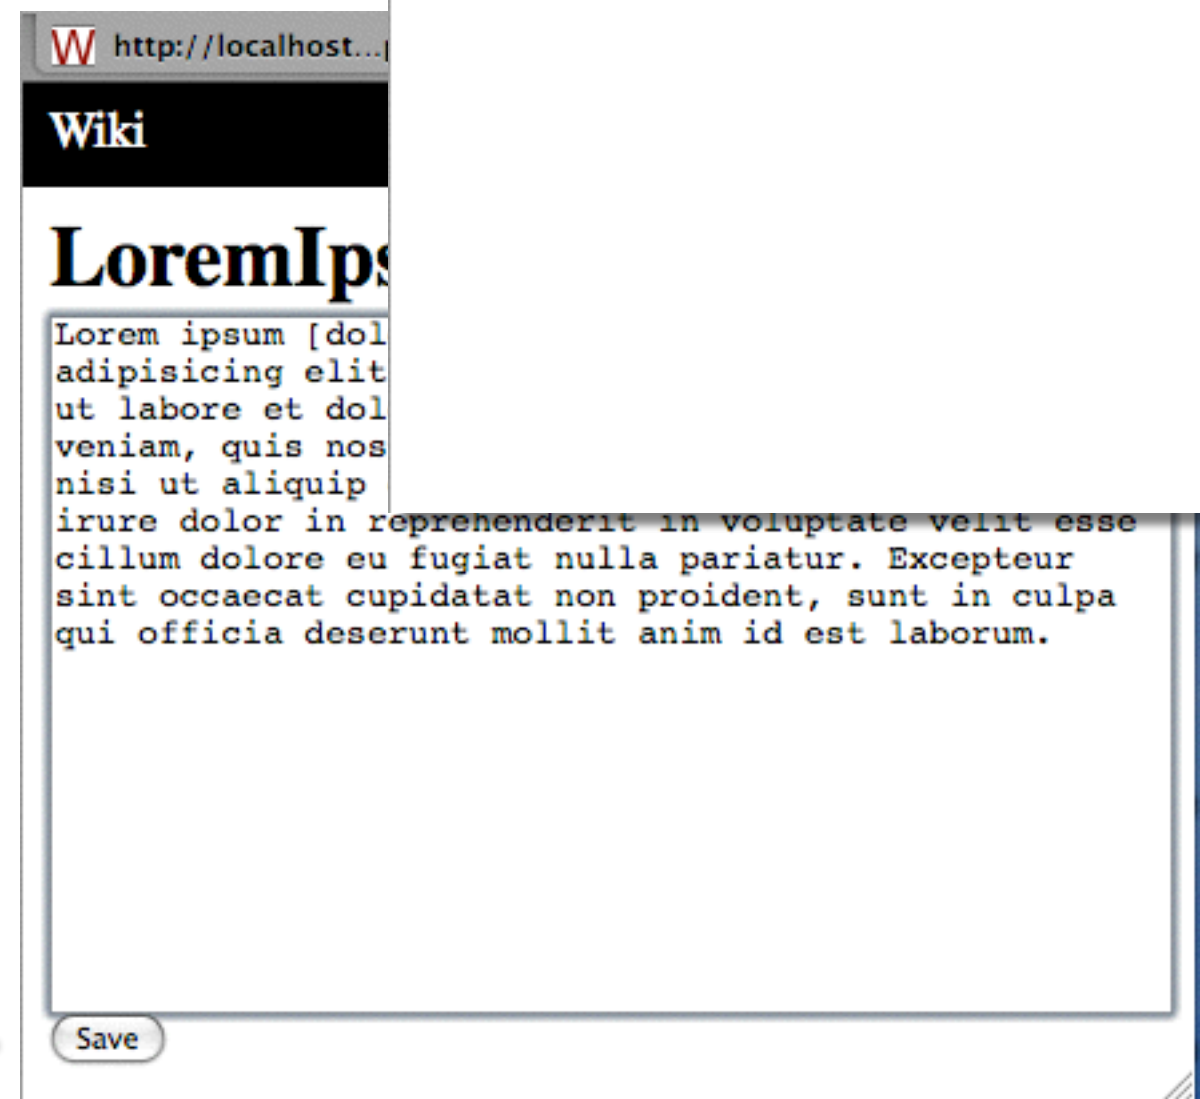 W http://localhost...
Wiki
LoremIps
Lorem ipsum [dol
adipisicing elit
ut labore et dol
veniam, quis nos
nisi ut aliquip
irure dolor in reprehenderit in voluptate velit esse
cillum dolore eu fugiat nulla pariatur. Excepteur
sint occaecat cupidatat non proident, sunt in culpa
qui officia deserunt mollit anim id est laborum.
Save